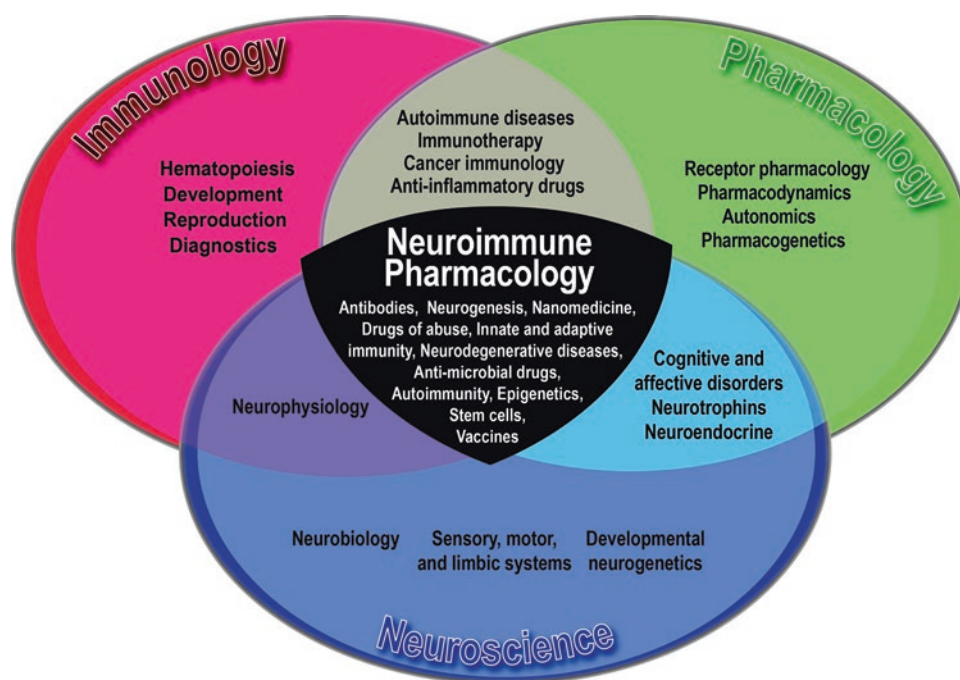 Immunology
Pharmacology
Autoimmune diseases
Immunotherapy
Cancer immunology
Anti-inflammatory drugs
Hematopoiesis
Development
Reproduction
Diagnostics
Receptor pharmacology
Pharmacodynamics
Autonomics
Pharmacogenetics
Neuroimmune
Pharmacology
Antibodies, Neurogenesis, Nanomedicine,
Drugs of abuse, Innate and adaptive
immunity, Neurodegenerative diseases,
Anti-microbial drugs,
Autoimmunity, Epigenetics,
Stem cells,
Vaccines
Neurophysiology
Cognitive and
affective disorders
Neurotrophins
Neuroendocrine
Neurobiology
Sensory, motor,
and limbic systems
Developmental
neurogenetics
Neuroscience